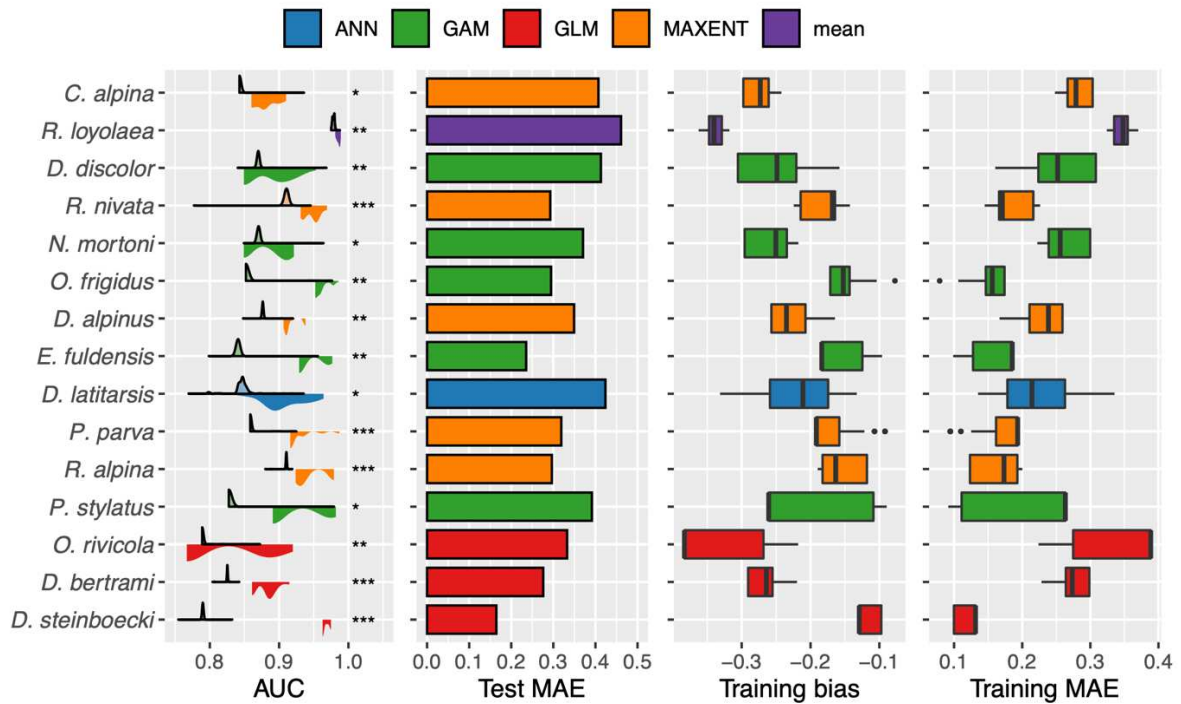 ANN GAM GLM MAXENT mean
C. alpina *
R. loyolaea **
D. discolor **
R. nivata ***
N. mortoni *
O. frigidus **
D. alpinus **
E. fuldensis **
D. latitarsis *
P. parva ***
R. alpina ***
P. stylatus *
O. rivicola **
D. bertrami ***
D. steinboecki ***
0.8 0.9 1.0 0.0 0.1 0.2 0.3 0.4 0.5 −0.3 −0.2 −0.1 0.1 0.2 0.3 0.4
AUC Test MAE Training bias Training MAE